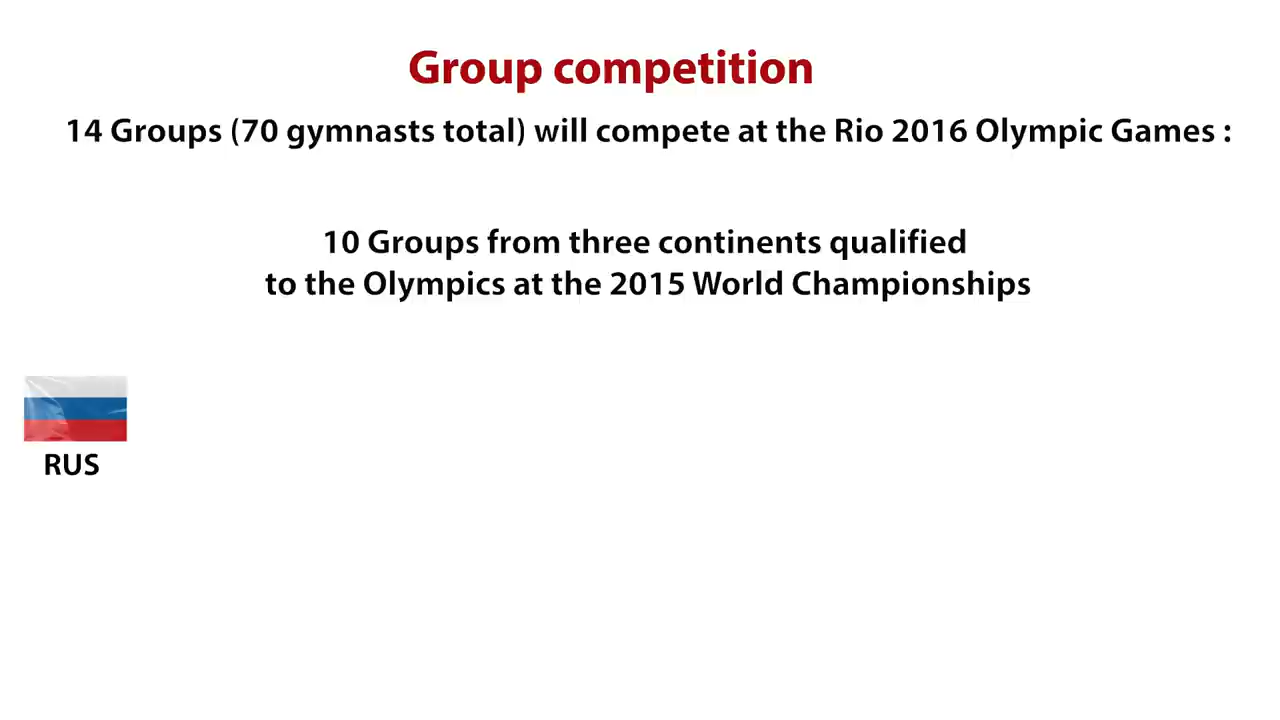 Group competition
14 Groups (70 gymnasts total) will compete at the Rio 2016 Olympic Games :
10 Groups from three continents qualified
to the Olympics at the 2015 World Championships
RUS